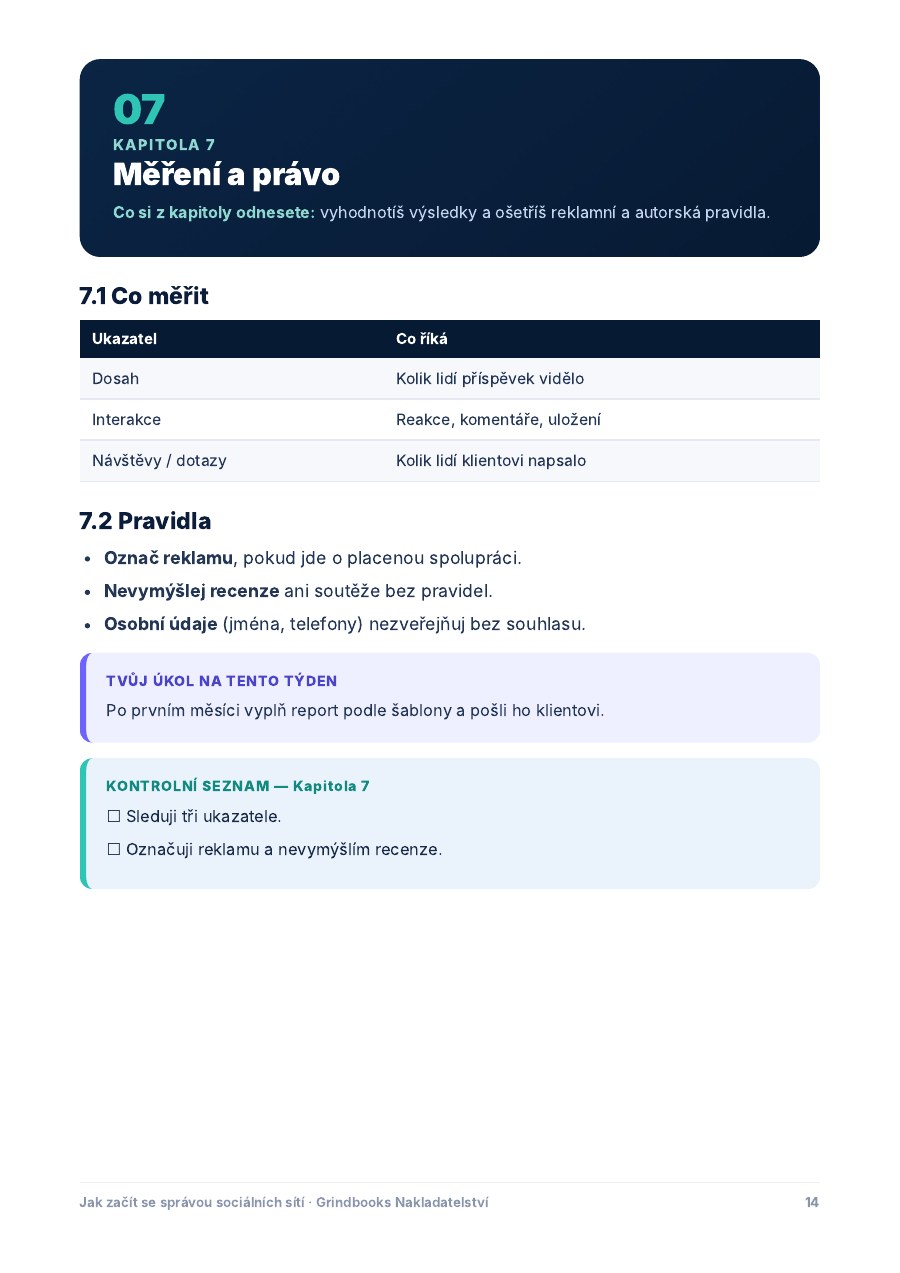 07
KAPITOLA 7
Měření a právo
Co si z kapitoly odnesete: vyhodnotíš výsledky a ošetříš reklamní a autorská pravidla.
7.1 Co měřit
Ukazatel Co říká
Dosah Kolik lidí příspěvek vidělo
Interakce Reakce, komentáře, uložení
Návštěvy / dotazy Kolik lidí klientovi napsalo
7.2 Pravidla
• Označ reklamu, pokud jde o placenou spolupráci.
• Nevymýšlej recenze ani soutěže bez pravidel.
• Osobní údaje (jména, telefony) nezveřejňuj bez souhlasu.
TVŮJ ÚKOL NA TENTO TÝDEN
Po prvním měsíci vyplň report podle šablony a pošli ho klientovi.
KONTROLNÍ SEZNAM — Kapitola 7
☐ Sleduji tři ukazatele.
☐ Označuji reklamu a nevymýšlím recenze.
Jak začít se správou sociálních sítí · Grindbooks Nakladatelství 14